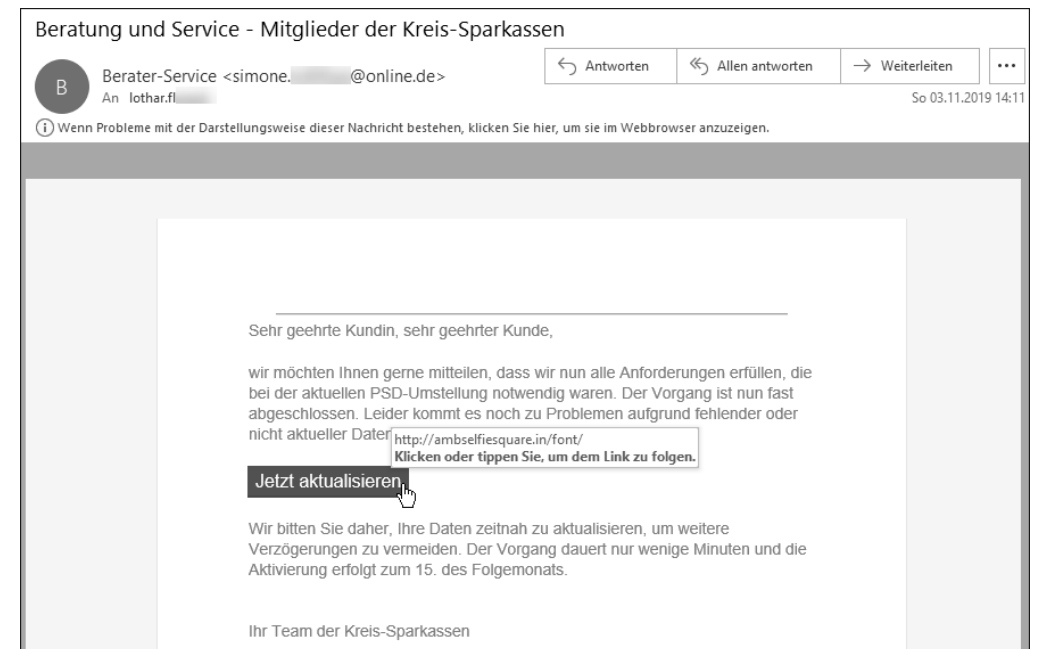 Beratung und Service - Mitglieder der Kreis-Sparkassen
Antworten
Allen antworten
Weiterleiten
B
Berater-Service <simone. @online.de>
An lothar.fl
So 03.11.2019 14:11
Wenn Probleme mit der Darstellungsweise dieser Nachricht bestehen, klicken Sie hier, um sie im Webbrowser anzuzeigen.
Sehr geehrte Kundin, sehr geehrter Kunde,
wir möchten Ihnen gerne mitteilen, dass wir nun alle Anforderungen erfüllen, die
bei der aktuellen PSD-Umstellung notwendig waren. Der Vorgang ist nun fast
abgeschlossen. Leider kommt es noch zu Problemen aufgrund fehlender oder
nicht aktueller Daten
http://ambselfiesquare.in/font/
Klicken oder tippen Sie, um dem Link zu folgen.
Jetzt aktualisieren
Wir bitten Sie daher, Ihre Daten zeitnah zu aktualisieren, um weitere
Verzögerungen zu vermeiden. Der Vorgang dauert nur wenige Minuten und die
Aktivierung erfolgt zum 15. des Folgemonats.
Ihr Team der Kreis-Sparkassen